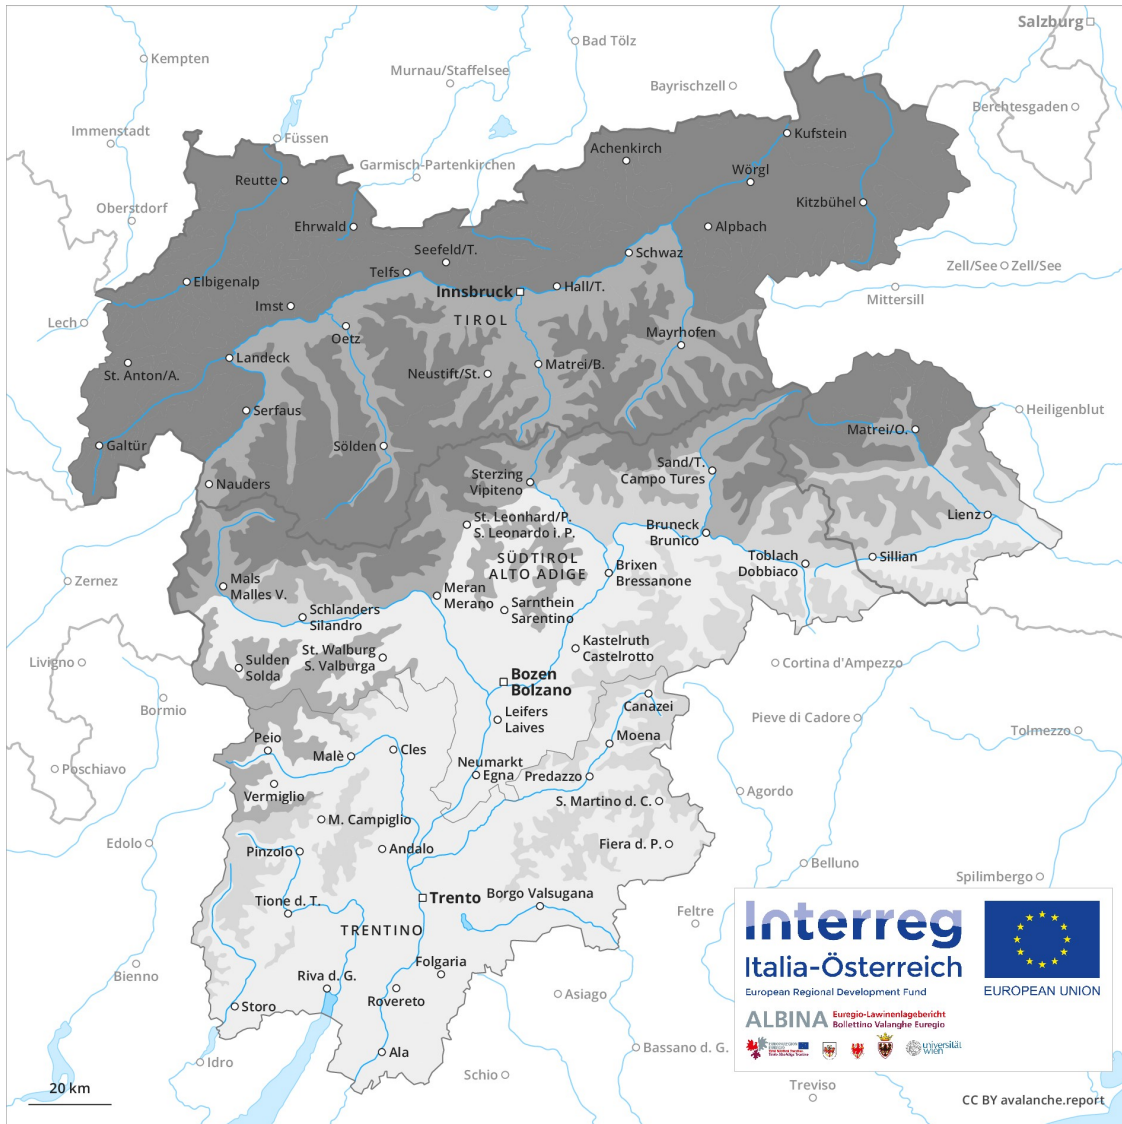 Salzburg
Bad Tölz
Kempten
Murnau/Staffelsee
Bayrischzell
Berchtesgaden
Immenstadt
Füssen
Kufstein
Achenkirch
Garmisch-Partenkirchen
Wörgl
Reutte
Kitzbühel
Oberstdorf
Ehrwald
Alpbach
Seefeld/T.
Schwaz
Telfs
Zell/See
Zell/See
Elbigenalp
Innsbruck
Hall/T.
Mittersill
Imst
Lech
TIROL
Oetz
Mayrhofen
Landeck
Matrei/B.
St. Anton/A.
Neustift/St.
Serfaus
Heiligenblut
Matrei/O.
Galtür
Sölden
Sand/T.
Campo Tures
Sterzing
Vipiteno
Nauders
Lienz
St. Leonhard/P.
S. Leonardo i. P.
Bruneck
Brunico
SÜDTIROL
ALTO ADIGE
Toblach
Dobbiaco
Sillian
Brixen
Bressanone
Zernez
Mals
Malles V.
Meran
Merano
Sarnthein
Sarentino
Schlanders
Silandro
Kastelruth
Castelrotto
St. Walburg
S. Valburga
Livigno
Sulden
Solda
Cortina d'Ampezzo
Bozen
Bolzano
Bormio
Canazei
Leifers
Laives
Pieve di Cadore
Tolmezzo
Peio
Moena
Malè
Cles
Neumarkt
Egna
Predazzo
Poschiavo
Vermiglio
Agordo
S. Martino d. C.
M. Campiglio
Edolo
Pinzolo
Andalo
Fiera d. P.
Belluno
Spilimbergo
Trento
Borgo Valsugana
Tione d. T.
Feltre
TRENTINO
Interreg
Italia-Österreich
European Regional Development Fund
EUROPEAN UNION
Folgaria
Bienno
Riva d. G.
Rovereto
Asiago
Storo
ALBINA
Euregio-Lawinenlagebericht
Bollettino Valanghe Euregio
universität
wien
Ala
Bassano d. G.
Idro
Schio
Treviso
20 km
CC BY avalanche.report